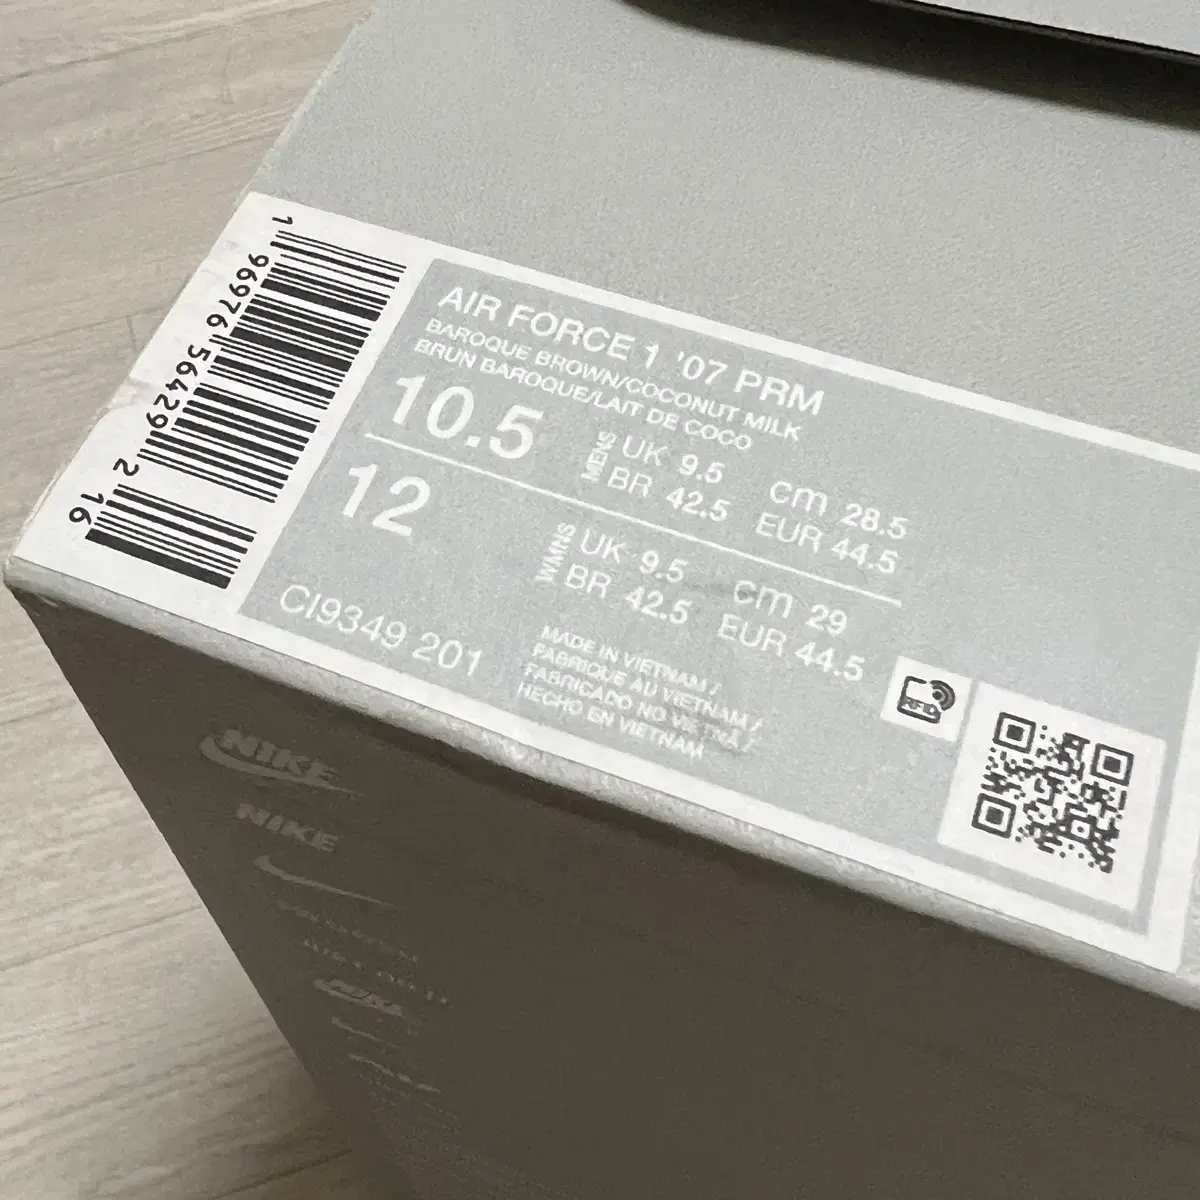 1
96976
56429
2
16
AIR FORCE 1 '07 PRM
BAROQUE BROWN/COCONUT MILK
BRUN BAROQUE/LAIT DE COCO
10.5
MENS
UK 9.5
BR 42.5
cm 28.5
EUR 44.5
12
WMNS
UK 9.5
BR 42.5
cm 29
EUR 44.5
CI9349 201
MADE IN VIETNAM /
FABRIQUE AU VIETNAM /
FABRICADO NO VIETNÃ /
HECHO EN VIETNAM
RFID
NIKE
NIKE